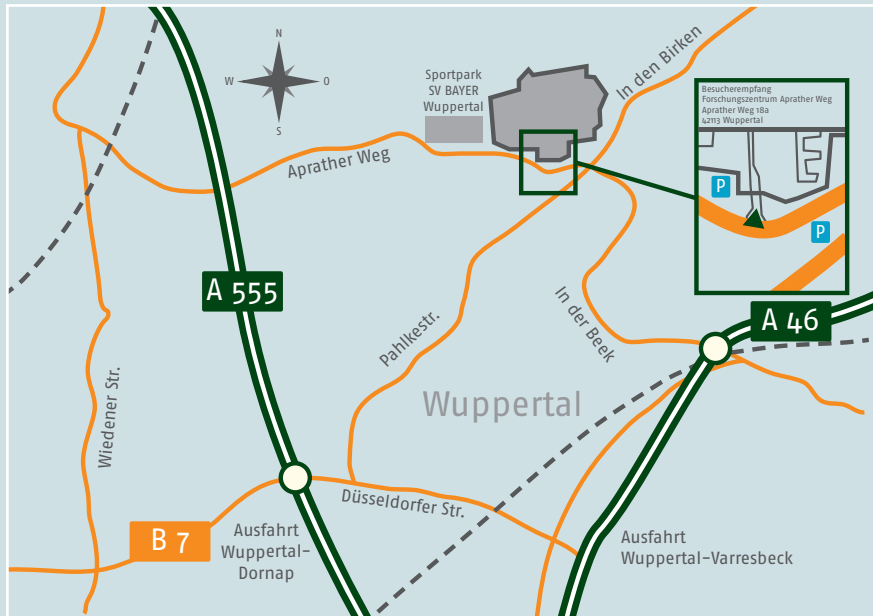 N
W
O
S
Sportpark
SV BAYER
Wuppertal
In den Birken
Besucherempfang
Forschungszentrum Aprather Weg
Aprather Weg 18a
42113 Wuppertal
P
P
Aprather Weg
A 555
A 46
Pahlkestr.
In der Beek
Wiedener Str.
Wuppertal
Düsseldorfer Str.
B 7
Ausfahrt
Wuppertal-
Dornap
Ausfahrt
Wuppertal-Varresbeck